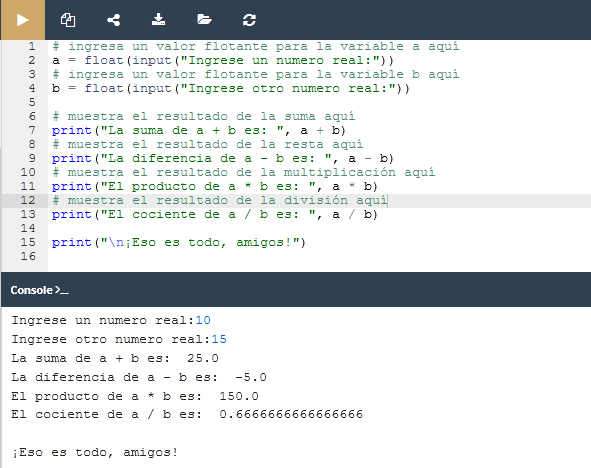 1 # ingresa un valor flotante para la variable a aquí
2 a = float(input("Ingrese un numero real:"))
3 # ingresa un valor flotante para la variable b aquí
4 b = float(input("Ingrese otro numero real:"))
5
6 # muestra el resultado de la suma aquí
7 print("La suma de a + b es: ", a + b)
8 # muestra el resultado de la resta aquí
9 print("La diferencia de a - b es: ", a - b)
10 # muestra el resultado de la multiplicación aquí
11 print("El producto de a * b es: ", a * b)
12 # muestra el resultado de la división aquí
13 print("El cociente de a / b es: ", a / b)
14
15 print("\n¡Eso es todo, amigos!")
16
Console >_
Ingrese un numero real:10
Ingrese otro numero real:15
La suma de a + b es:  25.0
La diferencia de a - b es:  -5.0
El producto de a * b es:  150.0
El cociente de a / b es:  0.6666666666666666
¡Eso es todo, amigos!